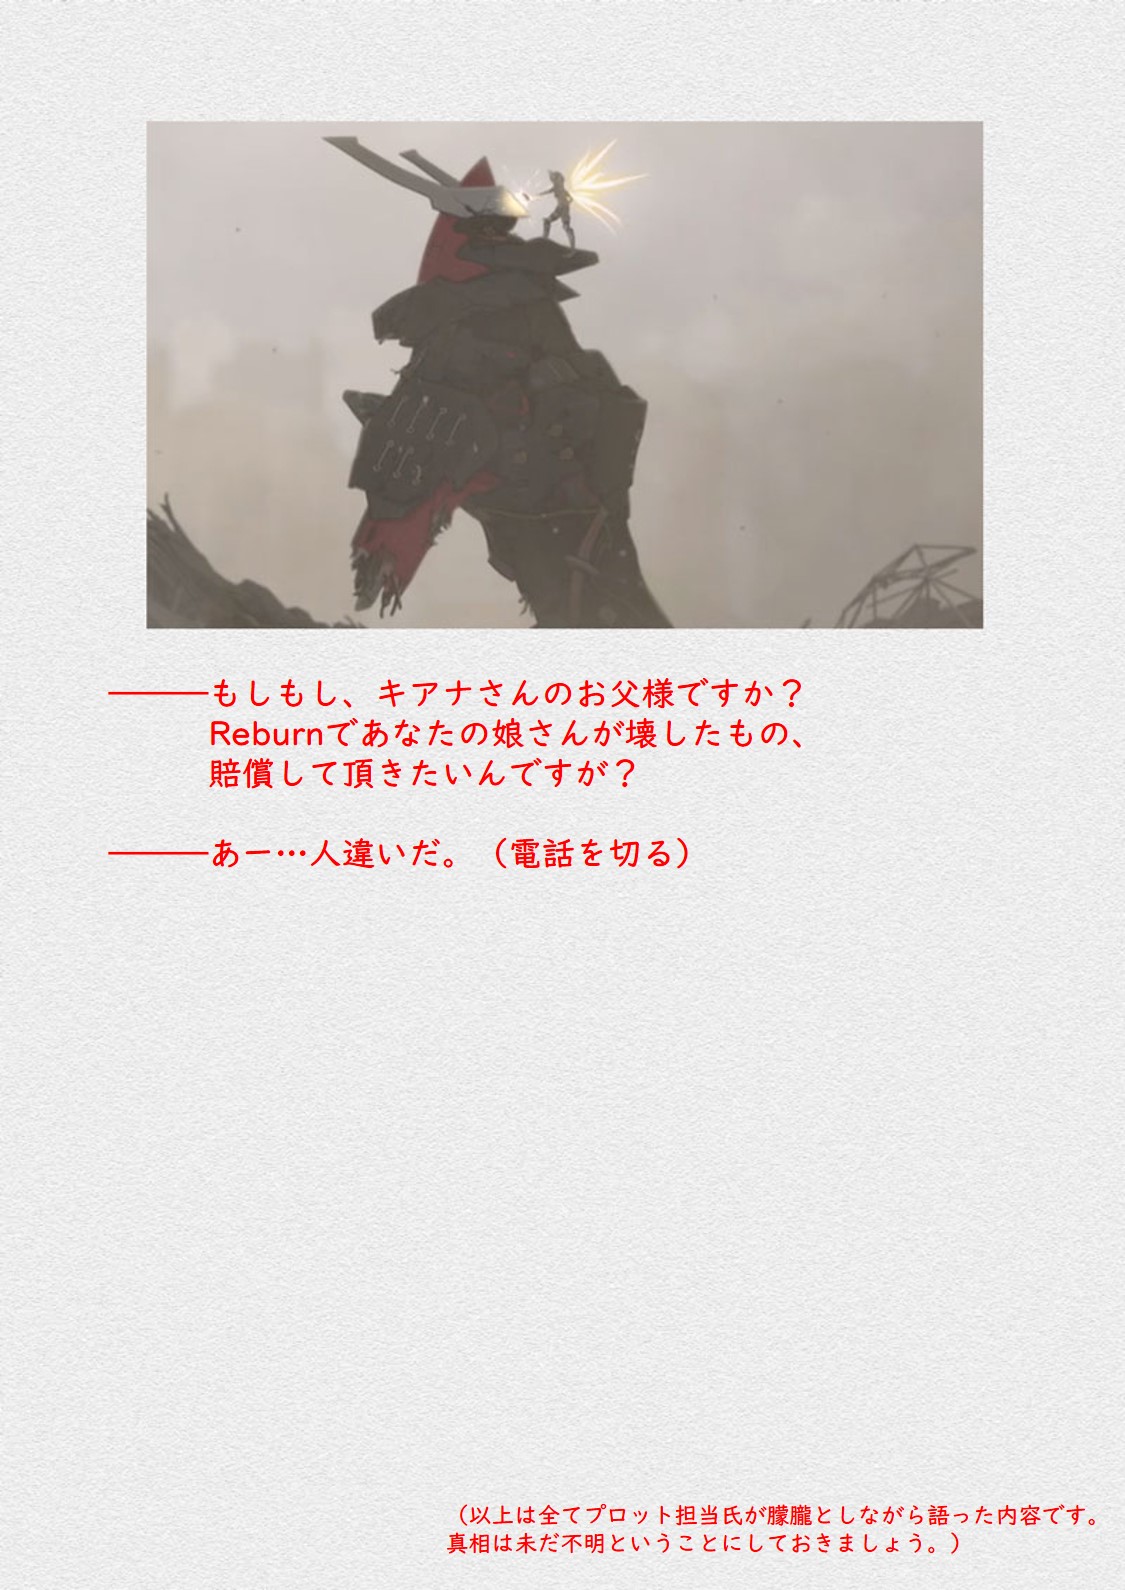 ―――もしもし、キアナさんのお父様ですか？
Reburnであなたの娘さんが壊したもの、
賠償して頂きたいんですが？
―――あー…人違いだ。（電話を切る）
（以上は全てプロット担当氏が朦朧としながら語った内容です。
真相は未だ不明ということにしておきましょう。）